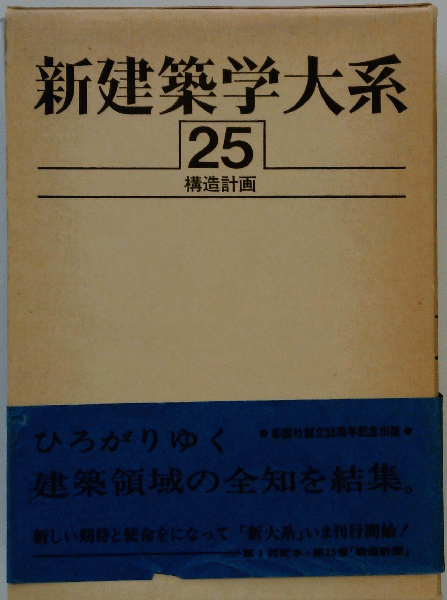 新建築学大系
25
構造計画
ひろがりゆく
●彰国社創立50周年記念出版●
建築領域の全知を結集。
新しい期待と使命をになって「新大系」いま刊行開始!
第1回配本・第25巻「構造計画」